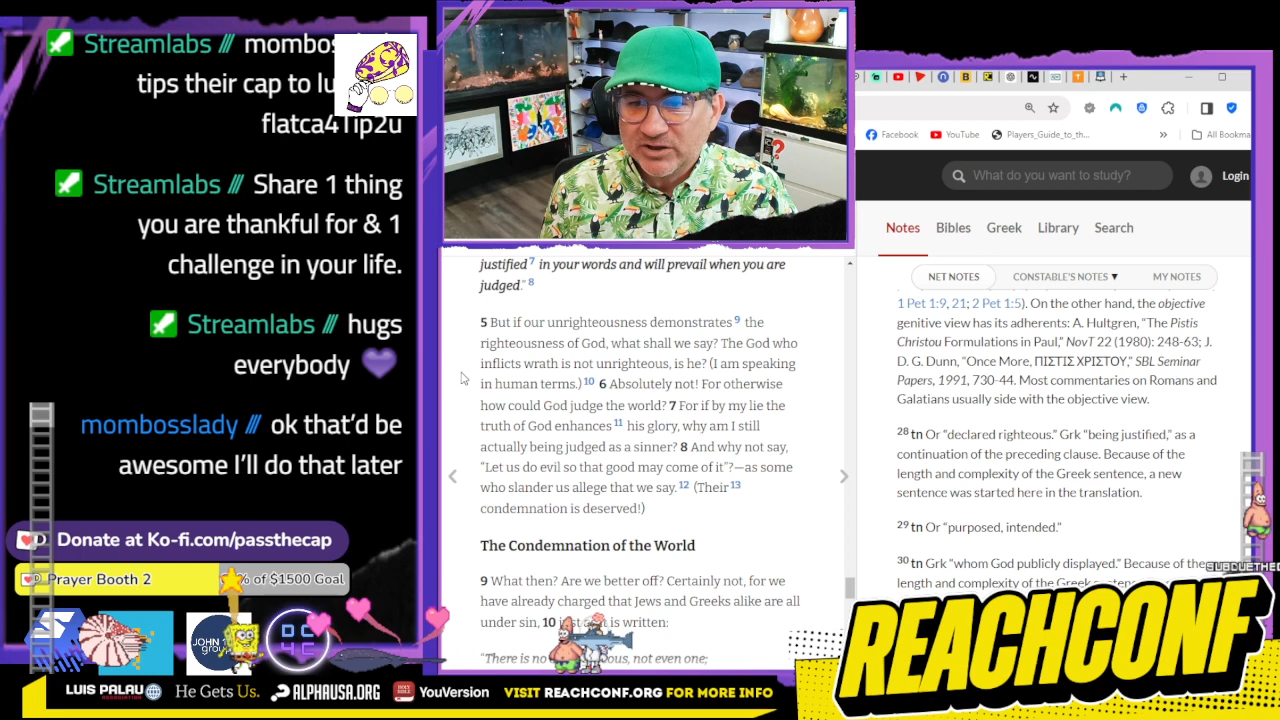 Streamlabs /// mombos
tips their cap to lu
flatca4Tip2u
Streamlabs /// Share 1 thing
you are thankful for & 1
challenge in your life.
Streamlabs /// hugs
everybody 💜
mombosslady /// ok that'd be
awesome I'll do that later
Donate at Ko-fi.com/passthecap
Prayer Booth 2
% of $1500 Goal
JOHN
justified 7 in your words and will prevail when you are
judged." 8
5 But if our unrighteousness demonstrates 9 the
righteousness of God, what shall we say? The God who
inflicts wrath is not unrighteous, is he? (I am speaking
in human terms.) 10 6 Absolutely not! For otherwise
how could God judge the world? 7 For if by my lie the
truth of God enhances 11 his glory, why am I still
actually being judged as a sinner? 8 And why not say,
"Let us do evil so that good may come of it"?—as some
who slander us allege that we say. 12 (Their 13
condemnation is deserved!)
The Condemnation of the World
9 What then? Are we better off? Certainly not, for we
have already charged that Jews and Greeks alike are all
under sin, 10 just as it is written:
"There is no
not even one;
Facebook
YouTube
Players_Guide_to_th...
»
All Bookma
What do you want to study?
Login
Notes
Bibles
Greek
Library
Search
NET NOTES
CONSTABLE'S NOTES ▼
MY NOTES
1 Pet 1:9, 21; 2 Pet 1:5). On the other hand, the objective
genitive view has its adherents: A. Hultgren, "The Pistis
Christou Formulations in Paul," NovT 22 (1980): 248-63; J.
D. G. Dunn, "Once More, ΠΙΣΤΙΣ ΧΡΙΣΤΟΥ," SBL Seminar
Papers, 1991, 730-44. Most commentaries on Romans and
Galatians usually side with the objective view.
28 tn Or "declared righteous." Grk "being justified," as a
continuation of the preceding clause. Because of the
length and complexity of the Greek sentence, a new
sentence was started here in the translation.
29 tn Or "purposed, intended."
30 tn Grk "whom God publicly displayed." Because of the
length and complexity of the Greek sentence
SUBDUETHED
REACHCONF
LUIS PALAU
He Gets Us.
ALPHAUSA.ORG
HOLY BIBLE
YouVersion
VISIT REACHCONF.ORG FOR MORE INFO